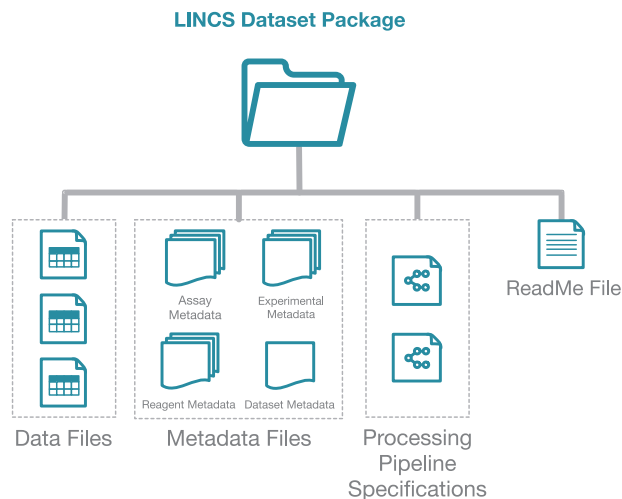 LINCS Dataset Package
Assay
Metadata
Experimental
Metadata
Reagent Metadata
Dataset Metadata
ReadMe File
Data Files
Metadata Files
Processing
Pipeline
Specifications